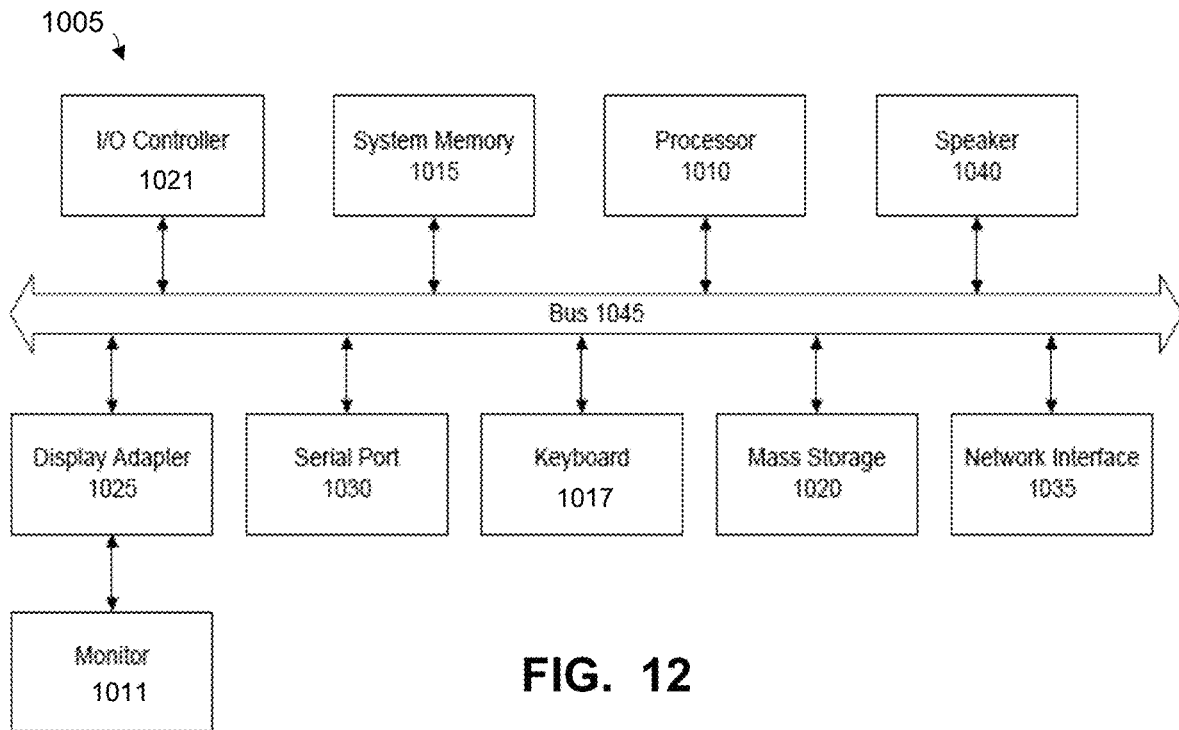 1005
I/O Controller
1021
System Memory
1015
Processor
1010
Speaker
1040
Bus 1045
Display Adapter
1025
Serial Port
1030
Keyboard
1017
Mass Storage
1020
Network Interface
1035
Monitor
1011
FIG. 12